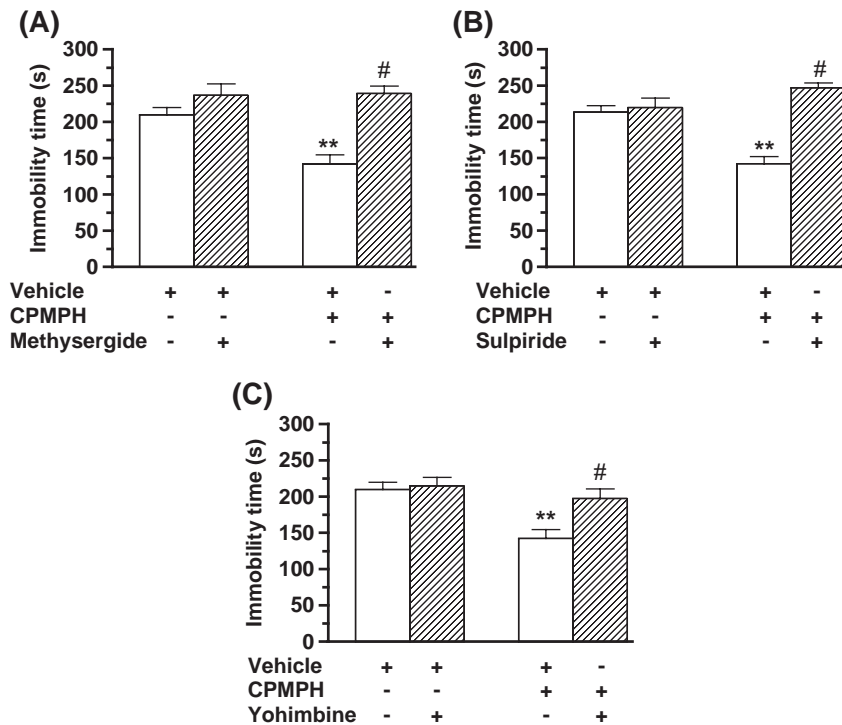 (A)
Immobility time (s)
300
250
200
150
100
50
0
**
#
Vehicle + + + -
CPMPH - - + +
Methysergide - + - +
(B)
Immobility time (s)
300
250
200
150
100
50
0
**
#
Vehicle + + + -
CPMPH - - + +
Sulpiride - + - +
(C)
Immobility time (s)
300
250
200
150
100
50
0
**
#
Vehicle + + + -
CPMPH - - + +
Yohimbine - + - +